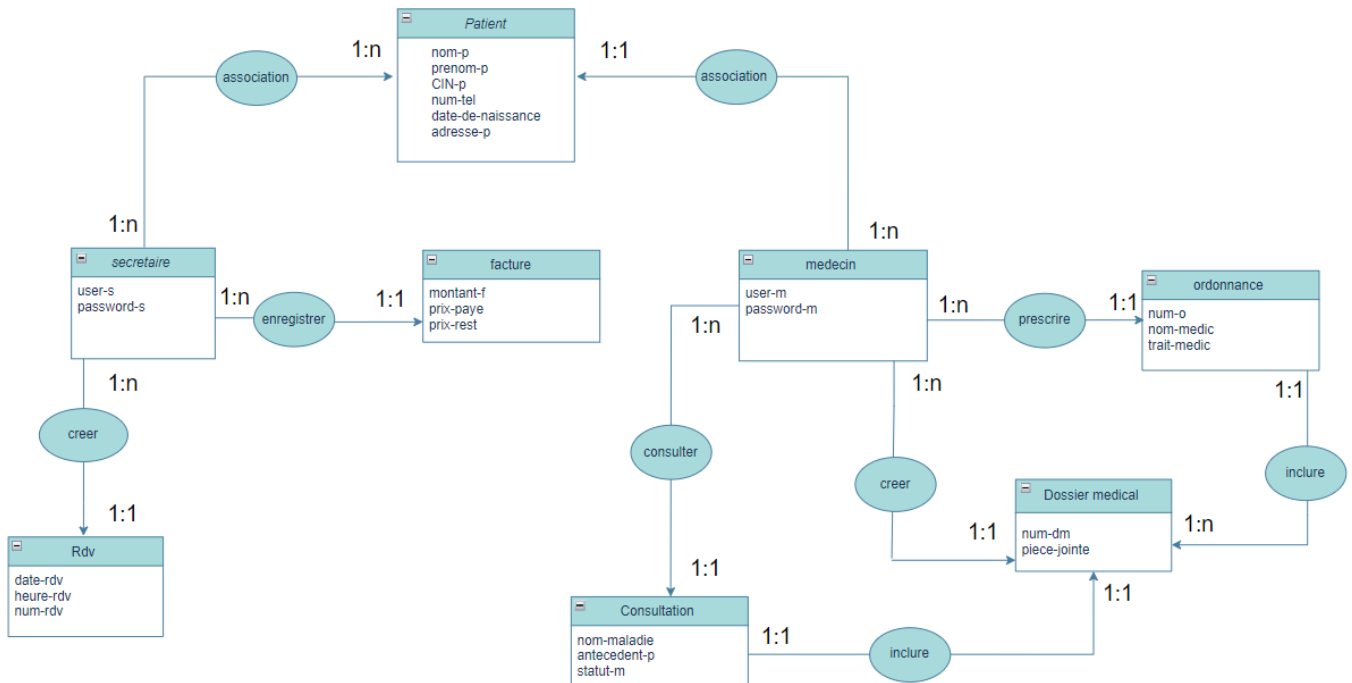 Patient
nom-p
prenom-p
CIN-p
num-tel
date-de-naissance
adresse-p
1:n
association
1:1
association
1:n
1:n
secretaire
user-s
password-s
1:n
enregistrer
1:1
facture
montant-f
prix-paye
prix-rest
medecin
user-m
password-m
1:n
prescrire
1:1
ordonnance
num-o
nom-medic
trait-medic
1:n
creer
1:1
Rdv
date-rdv
heure-rdv
num-rdv
1:n
consulter
1:1
Consultation
nom-maladie
antecedent-p
statut-m
1:n
creer
1:1
Dossier medical
num-dm
piece-jointe
1:1
inclure
1:n
1:1
inclure
1:1